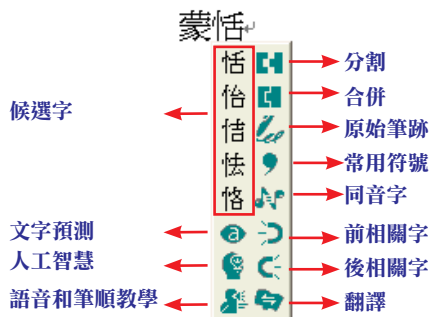 蒙恬
恬 分割
候選字 怡 合併
佶 原始筆跡
怯 常用符號
恪 同音字
文字預測 前相關字
人工智慧 後相關字
語音和筆順教學 翻譯